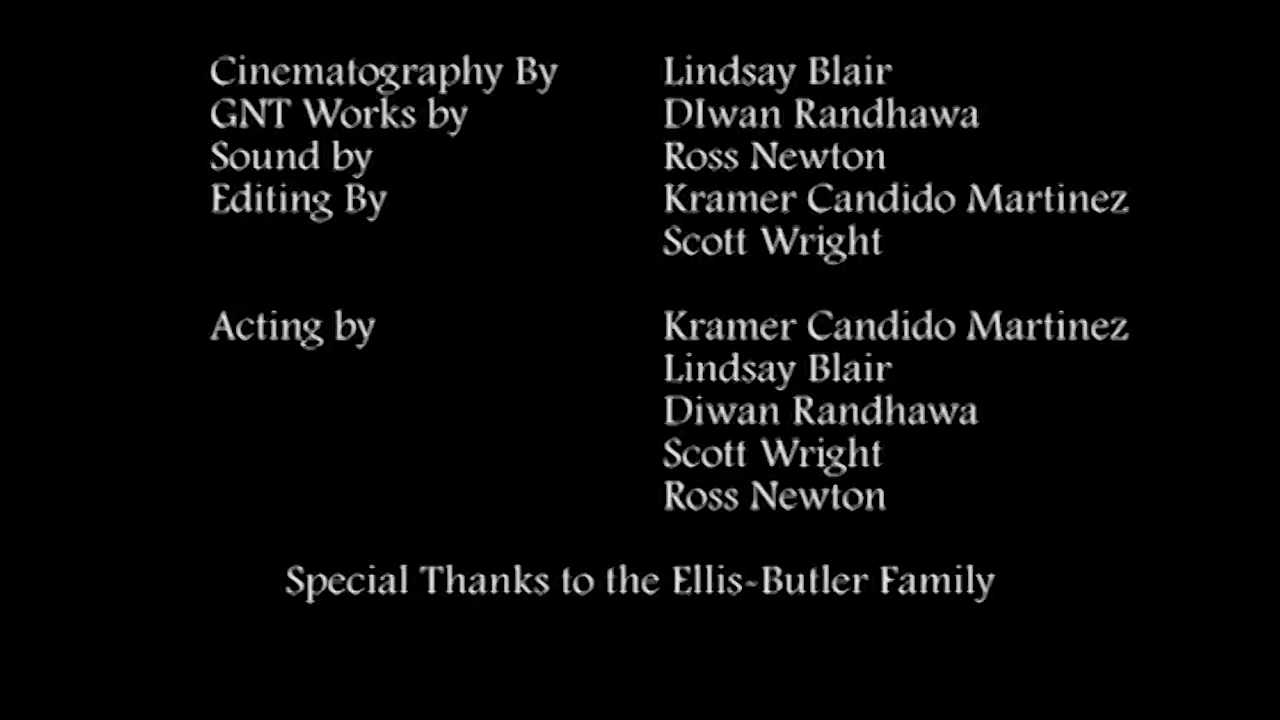 Cinematography By Lindsay Blair
GNT Works by DIwan Randhawa
Sound by Ross Newton
Editing By Kramer Candido Martinez
Scott Wright
Acting by Kramer Candido Martinez
Lindsay Blair
Diwan Randhawa
Scott Wright
Ross Newton
Special Thanks to the Ellis-Butler Family